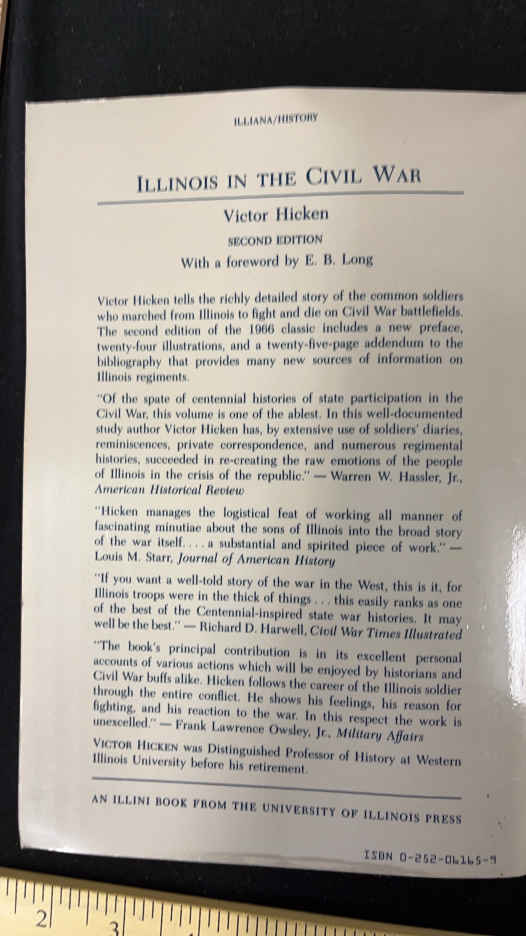 ILLIANA/HISTORY
ILLINOIS IN THE CIVIL WAR
Victor Hicken
SECOND EDITION
With a foreword by E. B. Long
Victor Hicken tells the richly detailed story of the common soldiers
who marched from Illinois to fight and die on Civil War battlefields.
The second edition of the 1966 classic includes a new preface,
twenty-four illustrations, and a twenty-five-page addendum to the
bibliography that provides many new sources of information on
Illinois regiments.
"Of the spate of centennial histories of state participation in the
Civil War, this volume is one of the ablest. In this well-documented
study author Victor Hicken has, by extensive use of soldiers' diaries,
reminiscences, private correspondence, and numerous regimental
histories, succeeded in re-creating the raw emotions of the people
of Illinois in the crisis of the republic." — Warren W. Hassler, Jr.,
American Historical Review
"Hicken manages the logistical feat of working all manner of
fascinating minutiae about the sons of Illinois into the broad story
of the war itself. . . . a substantial and spirited piece of work." —
Louis M. Starr, Journal of American History
"If you want a well-told story of the war in the West, this is it, for
Illinois troops were in the thick of things . . . this easily ranks as one
of the best of the Centennial-inspired state war histories. It may
well be the best." — Richard D. Harwell, Civil War Times Illustrated
"The book's principal contribution is in its excellent personal
accounts of various actions which will be enjoyed by historians and
Civil War buffs alike. Hicken follows the career of the Illinois soldier
through the entire conflict. He shows his feelings, his reason for
fighting, and his reaction to the war. In this respect the work is
unexcelled." — Frank Lawrence Owsley, Jr., Military Affairs
VICTOR HICKEN was Distinguished Professor of History at Western
Illinois University before his retirement.
AN ILLINI BOOK FROM THE UNIVERSITY OF ILLINOIS PRESS
ISBN 0-252-06165-9
2
3